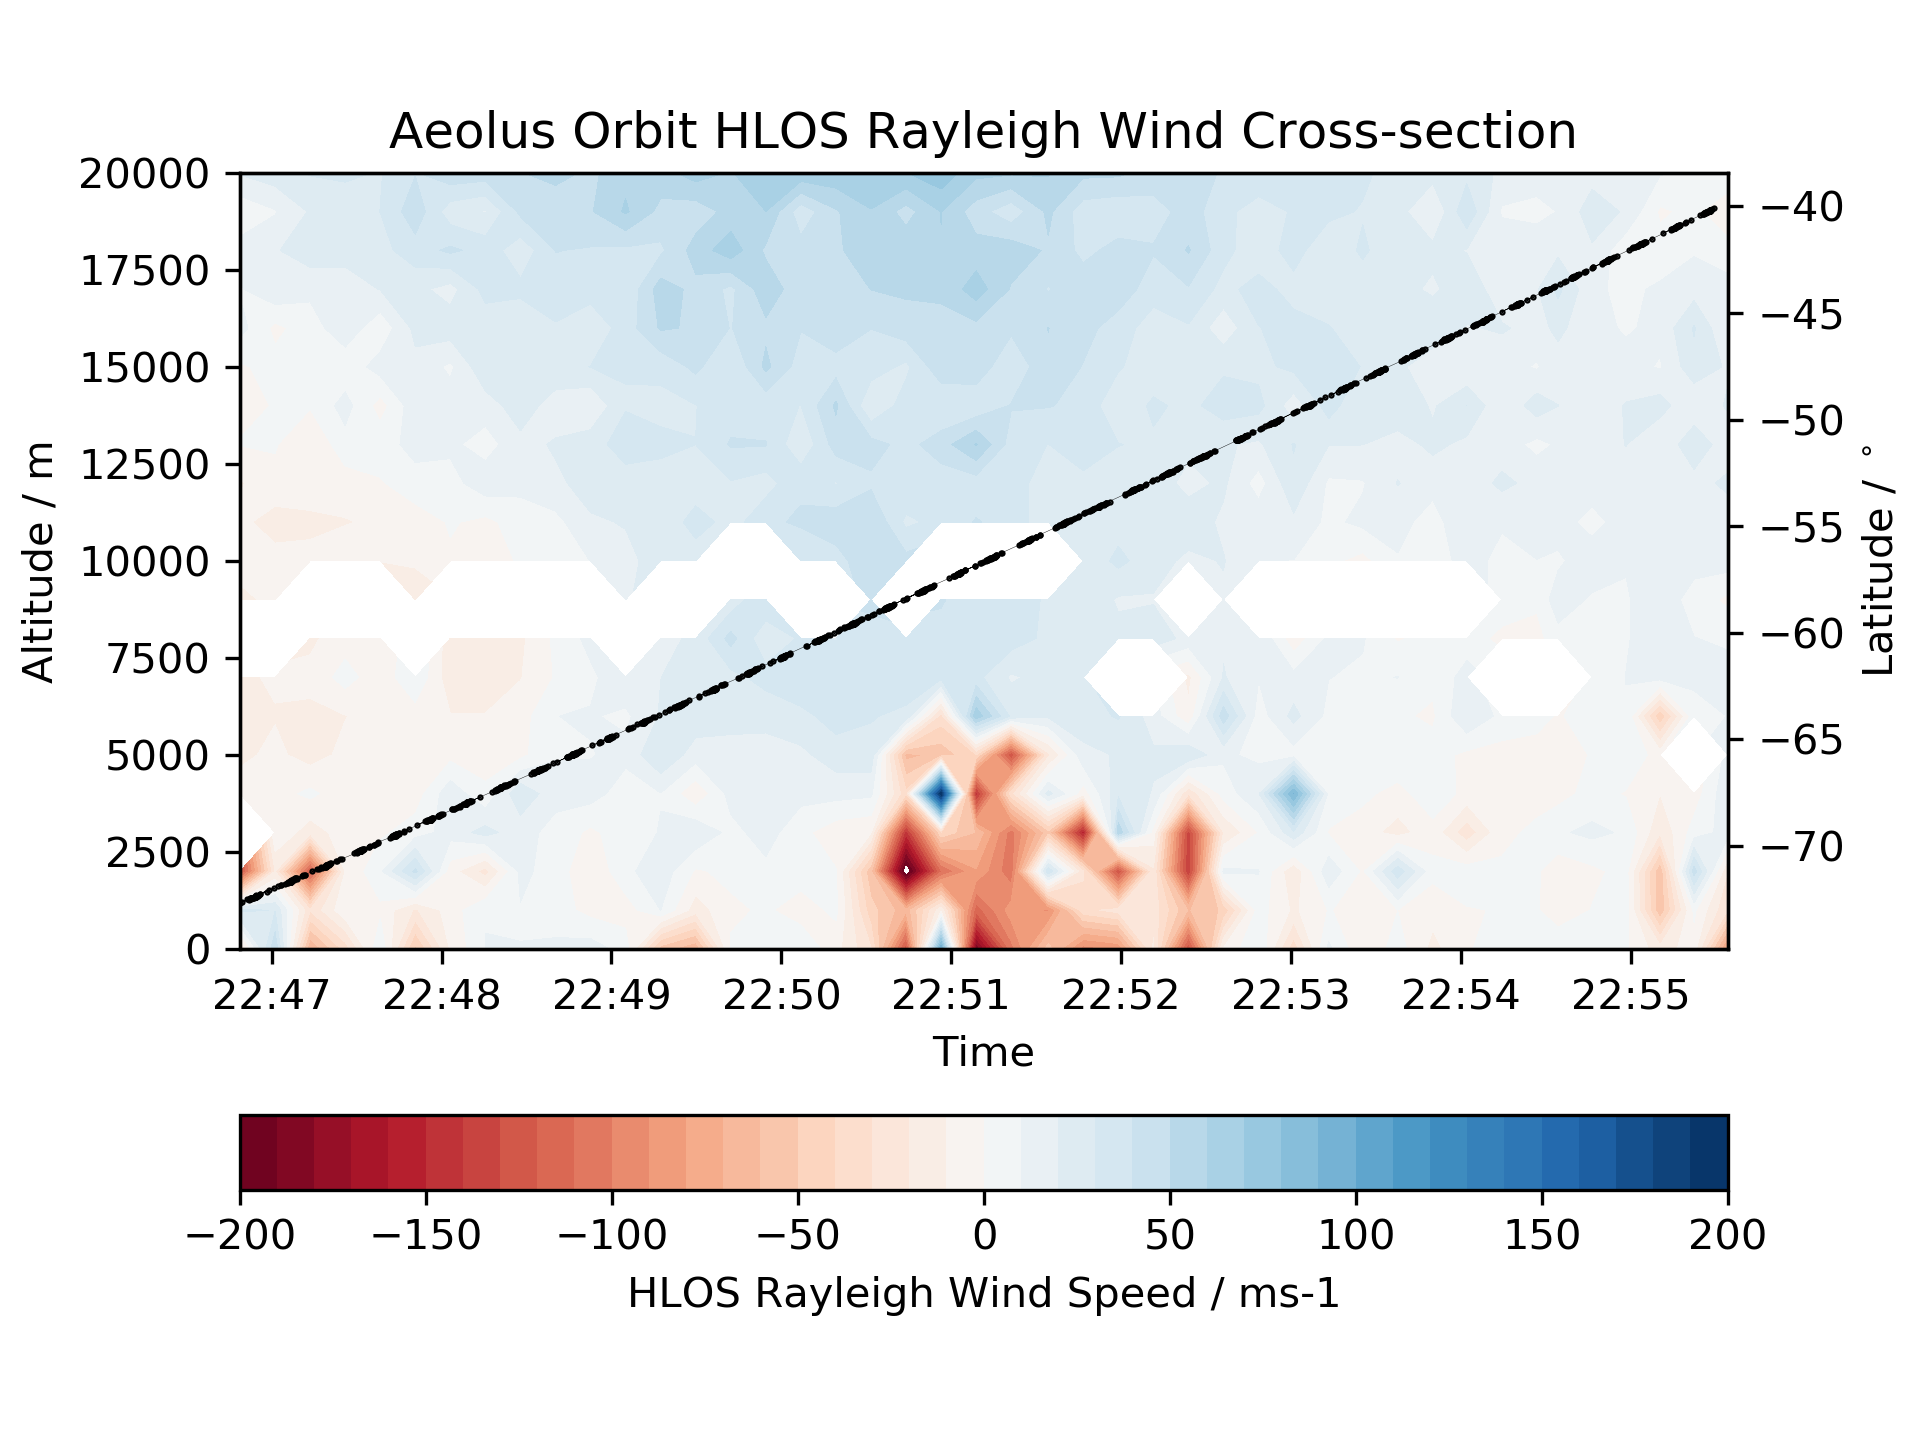 Aeolus Orbit HLOS Rayleigh Wind Cross-section
20000
17500
15000
12500
10000
7500
5000
2500
0
Altitude / m
−40
−45
−50
−55
−60
−65
−70
Latitude / °
22:47 22:48 22:49 22:50 22:51 22:52 22:53 22:54 22:55
Time
−200 −150 −100 −50 0 50 100 150 200
HLOS Rayleigh Wind Speed / ms-1